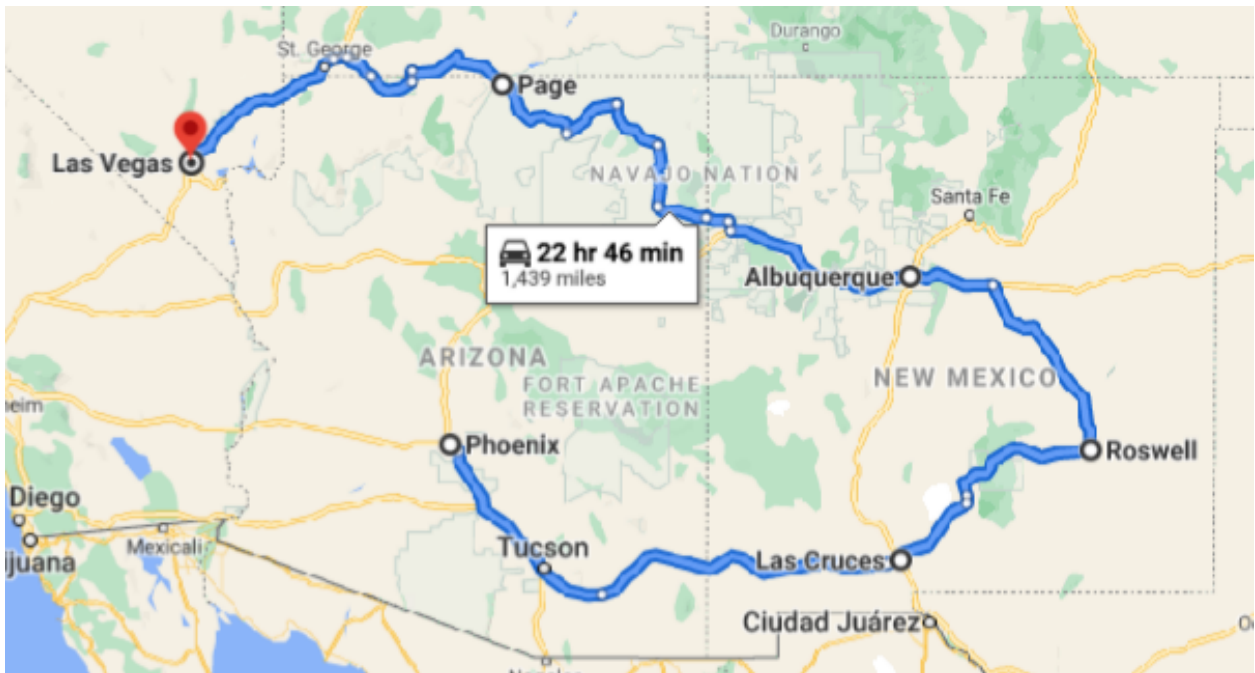 Durango
St. George
Page
Las Vegas
NAVAJO NATION
Santa Fe
22 hr 46 min
1,439 miles
Albuquerque
ARIZONA
FORT APACHE
RESERVATION
NEW MEXICO
Phoenix
Roswell
Diego
Mexicali
Tucson
Las Cruces
Ciudad Juárez